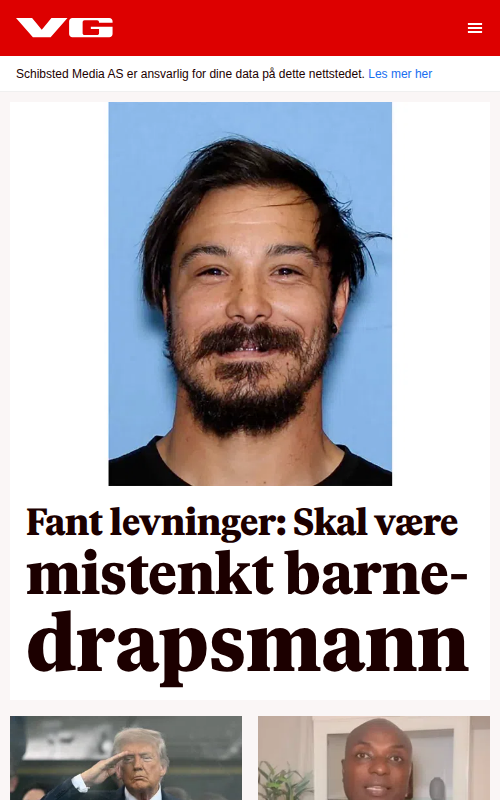 VG
Schibsted Media AS er ansvarlig for dine data på dette nettstedet. Les mer her
Fant levninger: Skal være
mistenkt barne-
drapsmann